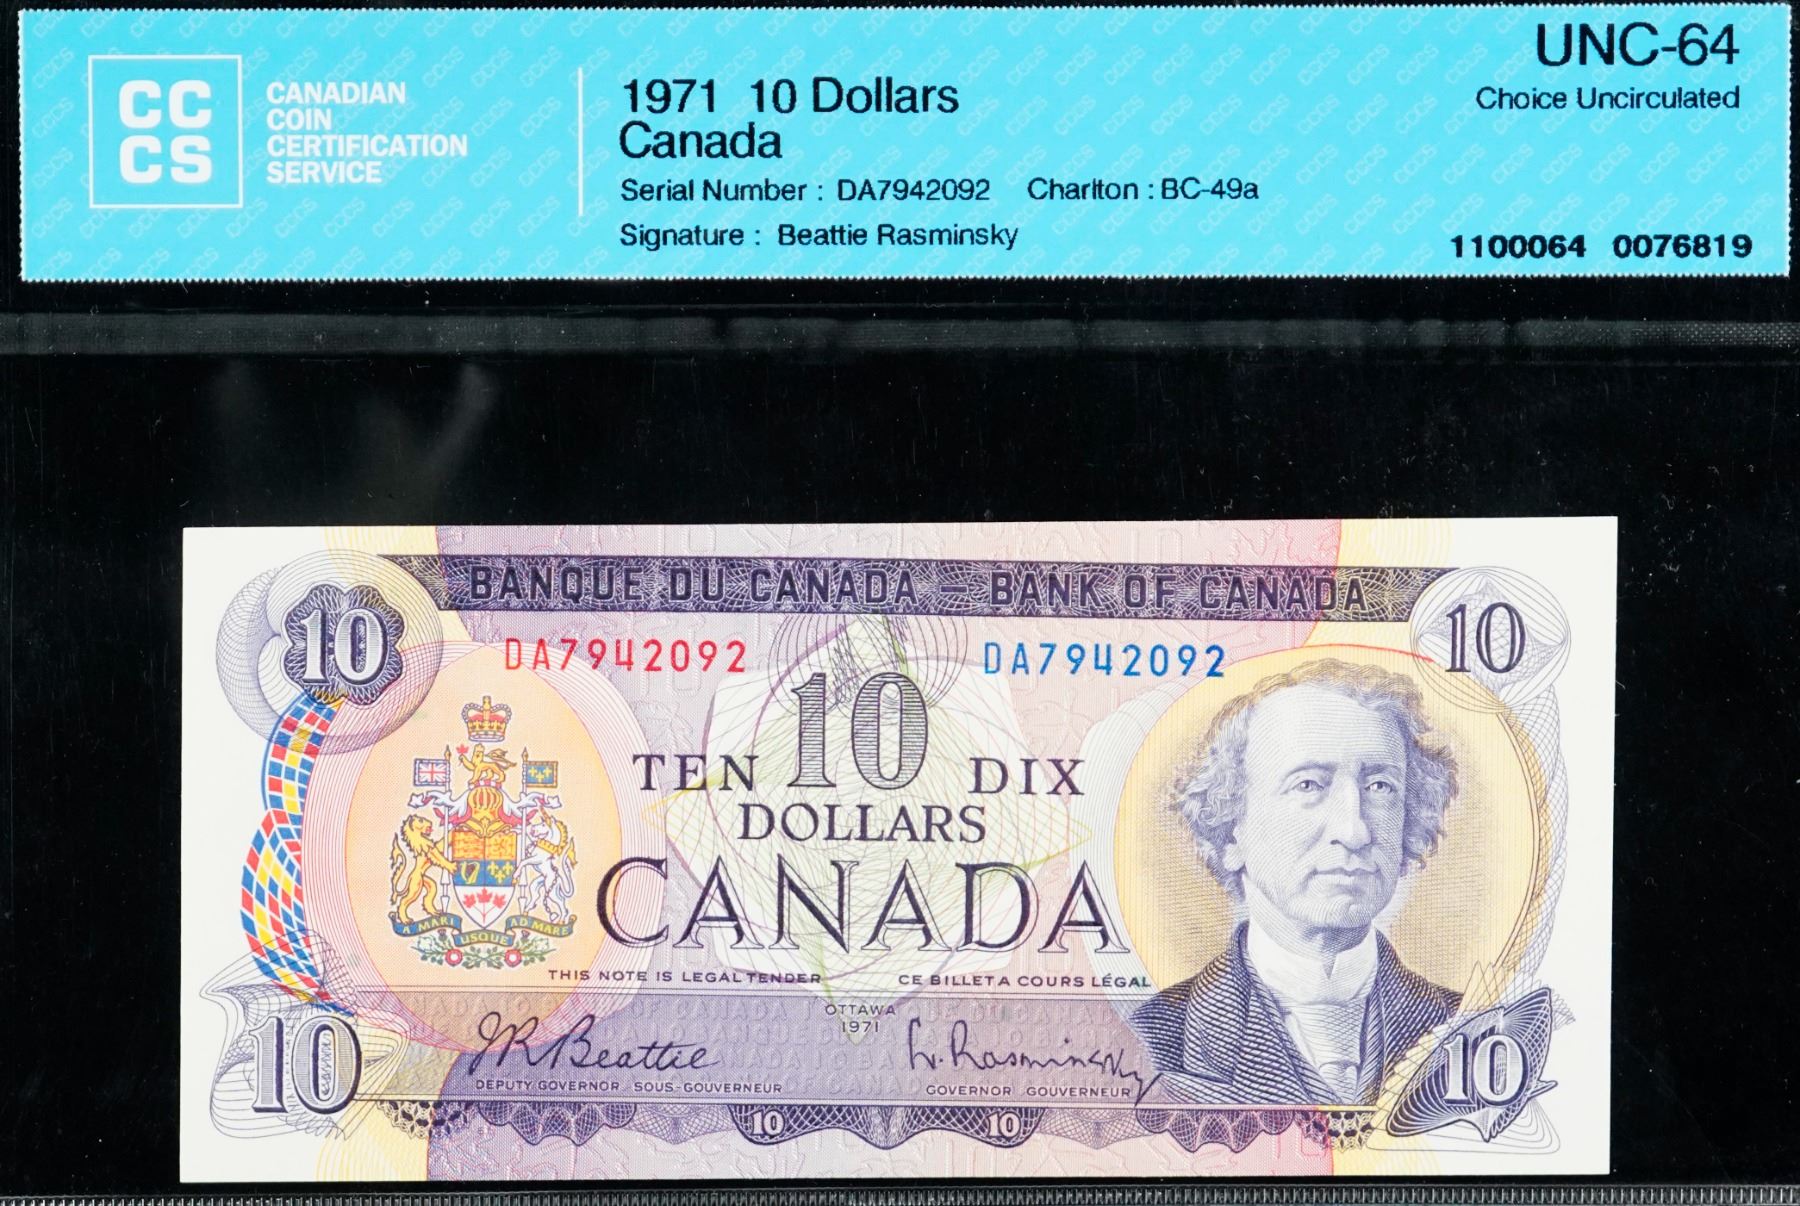 CC
CS
CANADIAN
COIN
CERTIFICATION
SERVICE
1971 10 Dollars
Canada
Serial Number : DA7942092 Charlton : BC-49a
Signature : Beattie Rasminsky
UNC-64
Choice Uncirculated
1100064 0076819
BANQUE DU CANADA – BANK OF CANADA
10 10
DA7942092 DA7942092
TEN 10 DIX
DOLLARS
CANADA
A MARI USQUE AD MARE
THIS NOTE IS LEGAL TENDER CE BILLET A COURS LÉGAL
OTTAWA
1971
J R Beattie L. Rasminsky
DEPUTY GOVERNOR SOUS-GOUVERNEUR GOVERNOR GOUVERNEUR
10 10
10 10